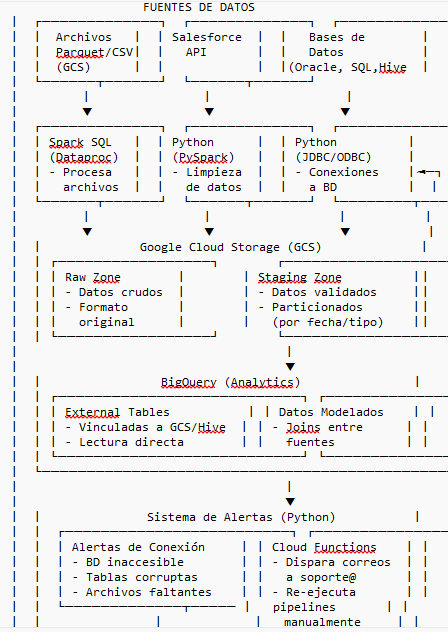 FUENTES DE DATOS
Archivos Salesforce Bases de
Parquet/CSV API Datos
(GCS) (Oracle, SQL,Hive
Spark SQL Python Python
(Dataproc) (PySpark) (JDBC/ODBC)
- Procesa - Limpieza - Conexiones
archivos de datos a BD
Google Cloud Storage (GCS)
Raw Zone Staging Zone
- Datos crudos - Datos validados
- Formato - Particionados
original (por fecha/tipo)
BigQuery (Analytics)
External Tables Datos Modelados
- Vinculadas a GCS/Hive - Joins entre
- Lectura directa fuentes
Sistema de Alertas (Python)
Alertas de Conexión Cloud Functions
- BD inaccesible - Dispara correos
- Tablas corruptas a soporte@
- Archivos faltantes - Re-ejecuta
pipelines
manualmente